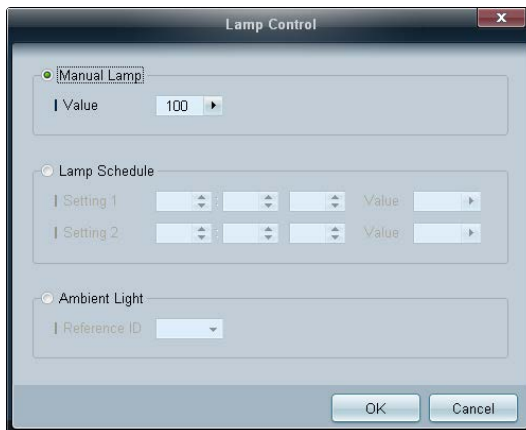 Lamp Control
Manual Lamp
Value 100
Lamp Schedule
Setting 1 : Value
Setting 2 : Value
Ambient Light
Reference ID
OK Cancel